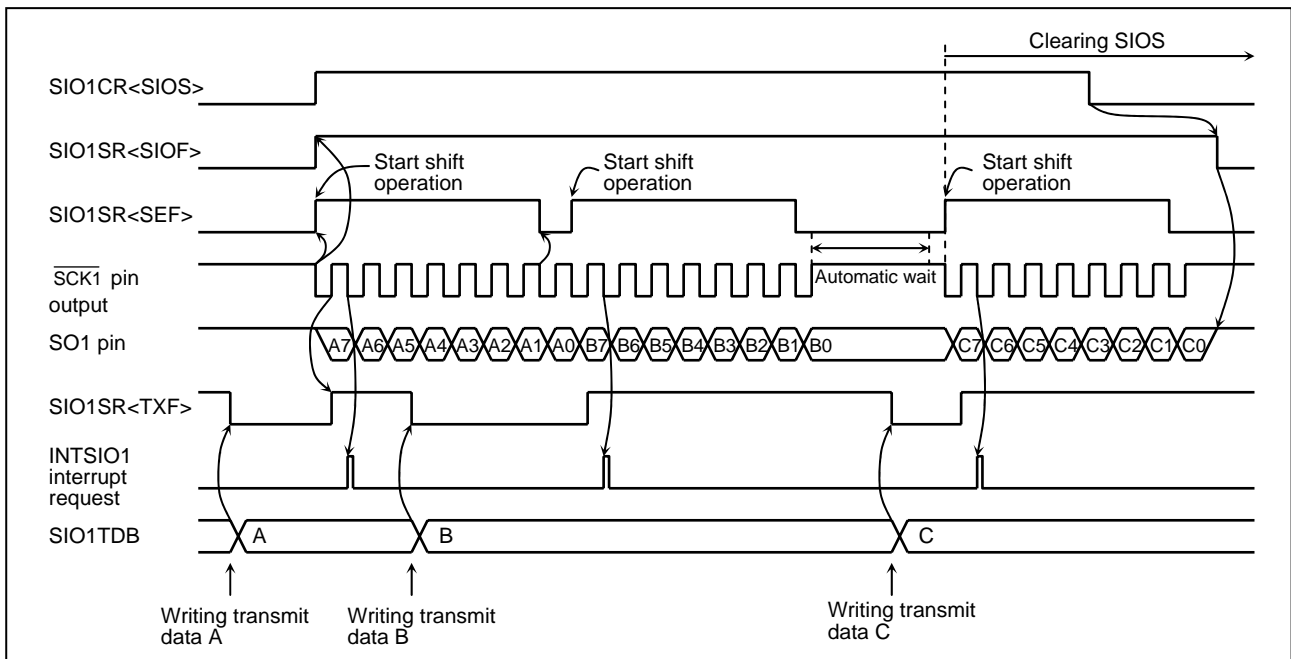 Clearing SIOS
SIO1CR<SIOS>
SIO1SR<SIOF>
Start shift
operation
Start shift
operation
Start shift
operation
SIO1SR<SEF>
SCK1 pin
output
Automatic wait
SO1 pin
A7 A6 A5 A4 A3 A2 A1 A0 B7 B6 B5 B4 B3 B2 B1 B0 C7 C6 C5 C4 C3 C2 C1 C0
SIO1SR<TXF>
INTSIO1
interrupt
request
SIO1TDB
A B C
Writing transmit
data A
Writing transmit
data B
Writing transmit
data C